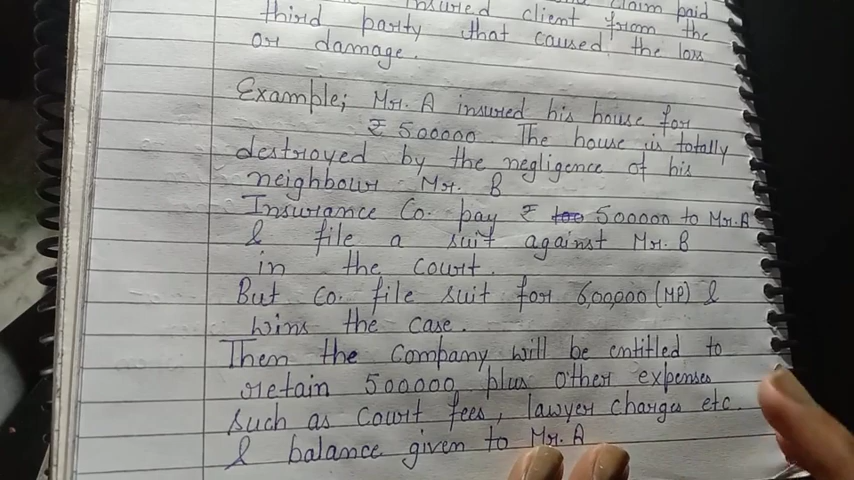 insured client from the claim paid
third party that caused the loss
or damage.
Example; Mr. A insured his house for
₹ 500000. The house is totally
destroyed by the negligence of his
neighbour Mr. B
Insurance Co. pay ₹ 500000 to Mr. A
& file a suit against Mr. B
in the court.
But co. file suit for 6,00,000 (MP) &
wins the case.
Then the company will be entitled to
retain 500000 plus other expenses
such as court fees, lawyer charges etc.
& balance given to Mr. A